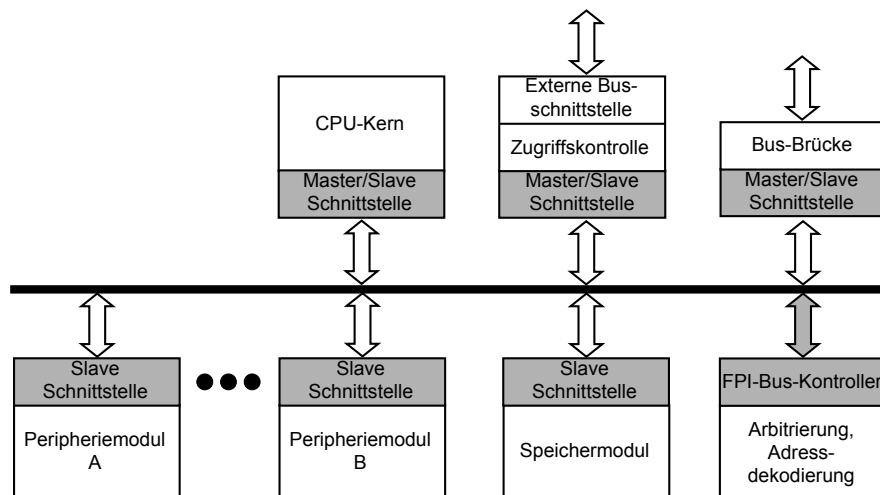 CPU-Kern
Master/Slave
Schnittstelle
Externe Bus-
schnittstelle
Zugriffskontrolle
Master/Slave
Schnittstelle
Bus-Brücke
Master/Slave
Schnittstelle
Slave
Schnittstelle
Peripheriemodul
A
Slave
Schnittstelle
Peripheriemodul
B
Slave
Schnittstelle
Speichermodul
FPI-Bus-Kontroller
Arbitrierung,
Adress-
dekodierung